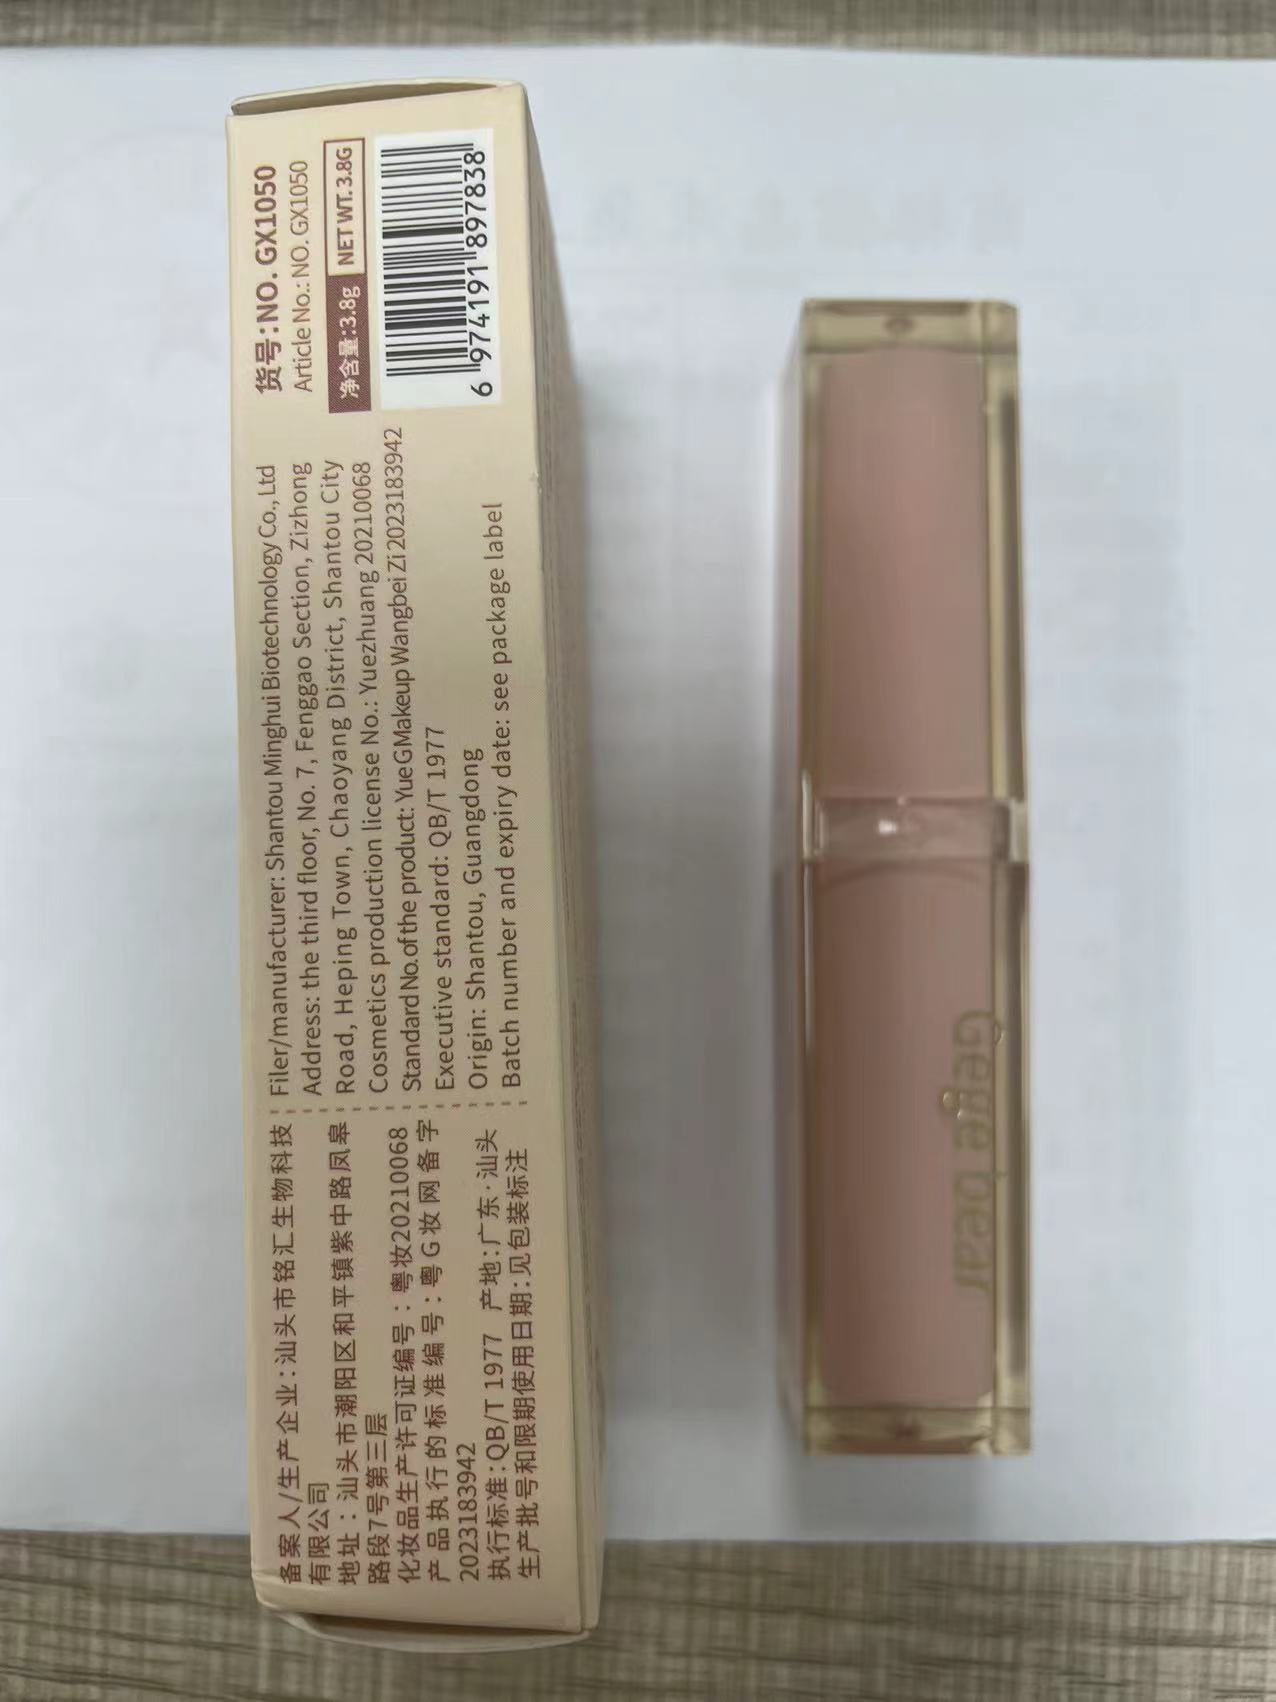 货号:NO. GX1050
Article No.: NO. GX1050
净含量:3.8g NET WT. 3.8G
6 974191 897838
Filer/manufacturer: Shantou Minghui Biotechnology Co., Ltd
Address: the third floor, No. 7, Fenggao Section, Zizhong
Road, Heping Town, Chaoyang District, Shantou City
Cosmetics production license No.: Yuezhuang 20210068
Standard No. of the product: Yue G Makeup Wangbei Zi 2023183942
Executive standard: QB/T 1977
Origin: Shantou, Guangdong
Batch number and expiry date: see package label
备案人/生产企业:汕头市铭汇生物科技
有限公司
地址:汕头市潮阳区和平镇紫中路凤皋
路段7号第三层
化妆品生产许可证编号:粤妆20210068
产品执行的标准编号:粤G妆网备字
2023183942
执行标准:QB/T 1977 产地:广东·汕头
生产批号和限期使用日期:见包装标注
Gege bear